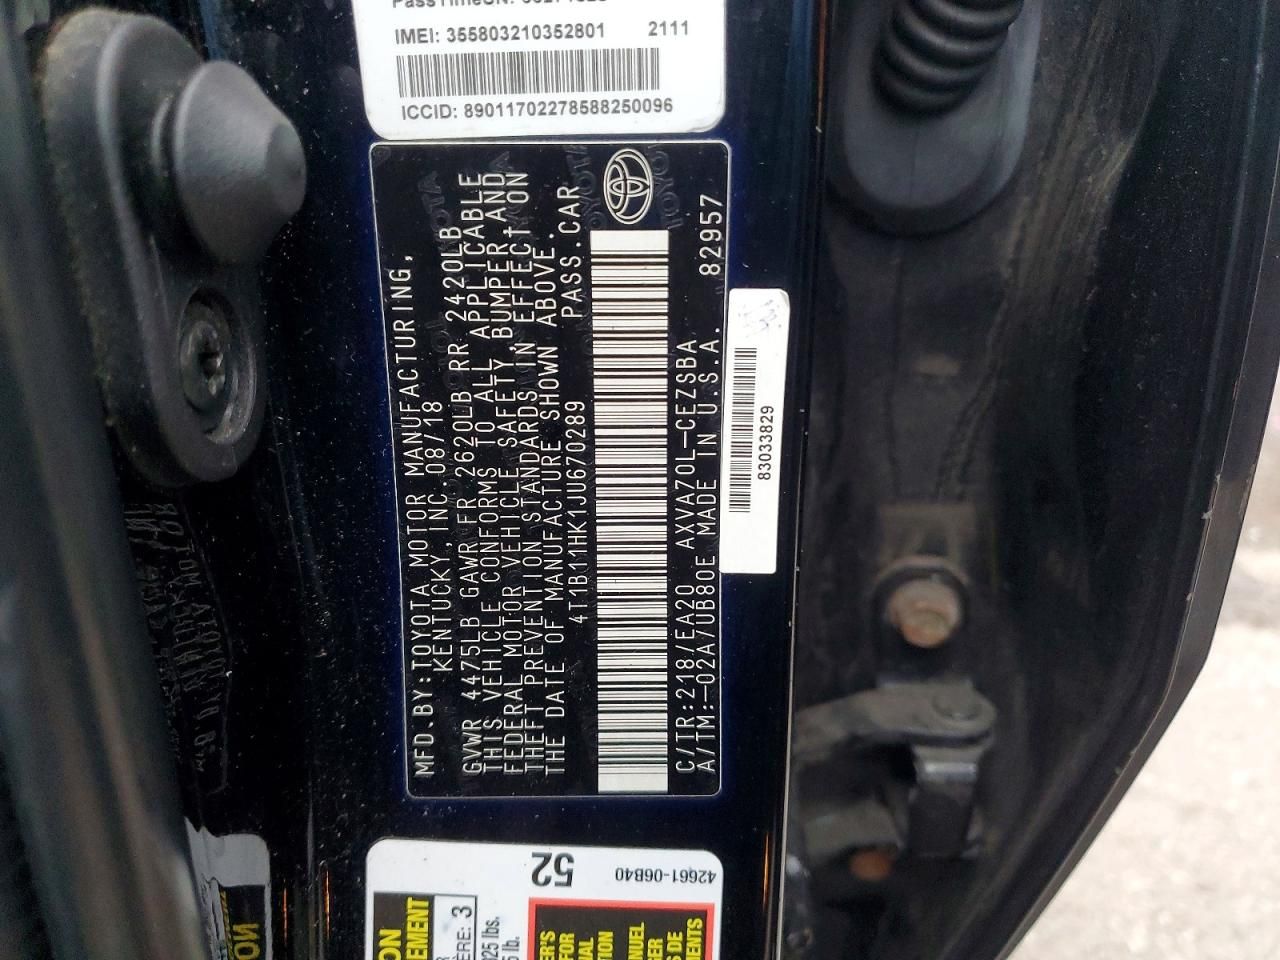 IMEI: 355803210352801 2111
ICCID: 89011702278588250096
MFD.BY: TOYOTA MOTOR MANUFACTURING,
KENTUCKY, INC. 08/18
GVWR 4475LB GAWR FR 2620LB RR 2420LB
THIS VEHICLE CONFORMS TO ALL APPLICABLE
FEDERAL MOTOR VEHICLE SAFETY, BUMPER, AND
THEFT PREVENTION STANDARDS IN EFFECT ON
THE DATE OF MANUFACTURE SHOWN ABOVE.
4T1B11HK1JU670289 PASS.CAR
C/TR: 218/EA20 AXVA70L-CEZSBA
A/TM: -02A/UB80E MADE IN U.S.A. 82957
83033829
52
42661-06B40